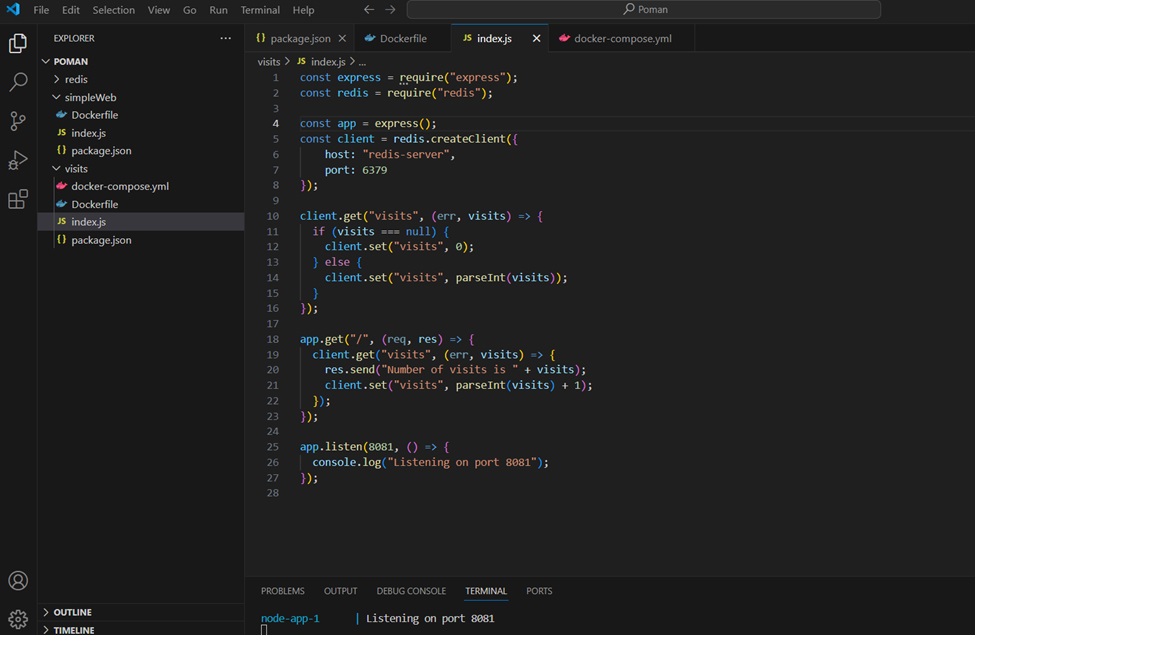 File Edit Selection View Go Run Terminal Help Poman
EXPLORER
POMAN
redis
simpleWeb
Dockerfile
JS index.js
{} package.json
visits
docker-compose.yml
Dockerfile
JS index.js
{} package.json
OUTLINE
TIMELINE
{} package.json Dockerfile JS index.js docker-compose.yml
visits > JS index.js > ...
1 const express = require("express");
2 const redis = require("redis");
3
4 const app = express();
5 const client = redis.createClient({
6 host: "redis-server",
7 port: 6379
8 });
9
10 client.get("visits", (err, visits) => {
11 if (visits === null) {
12 client.set("visits", 0);
13 } else {
14 client.set("visits", parseInt(visits));
15 }
16 });
17
18 app.get("/", (req, res) => {
19 client.get("visits", (err, visits) => {
20 res.send("Number of visits is " + visits);
21 client.set("visits", parseInt(visits) + 1);
22 });
23 });
24
25 app.listen(8081, () => {
26 console.log("Listening on port 8081");
27 });
28
PROBLEMS OUTPUT DEBUG CONSOLE TERMINAL PORTS
node-app-1 | Listening on port 8081